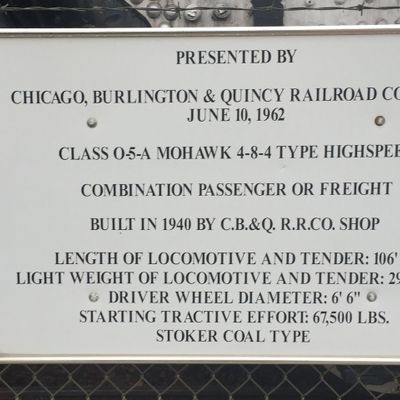 PRESENTED BY
CHICAGO, BURLINGTON & QUINCY RAILROAD CO
JUNE 10, 1962
CLASS O-5-A MOHAWK 4-8-4 TYPE HIGHSPEE
COMBINATION PASSENGER OR FREIGHT
BUILT IN 1940 BY C.B.&Q. R.R.CO. SHOP
LENGTH OF LOCOMOTIVE AND TENDER: 106'
LIGHT WEIGHT OF LOCOMOTIVE AND TENDER: 29
DRIVER WHEEL DIAMETER: 6' 6"
STARTING TRACTIVE EFFORT: 67,500 LBS.
STOKER COAL TYPE